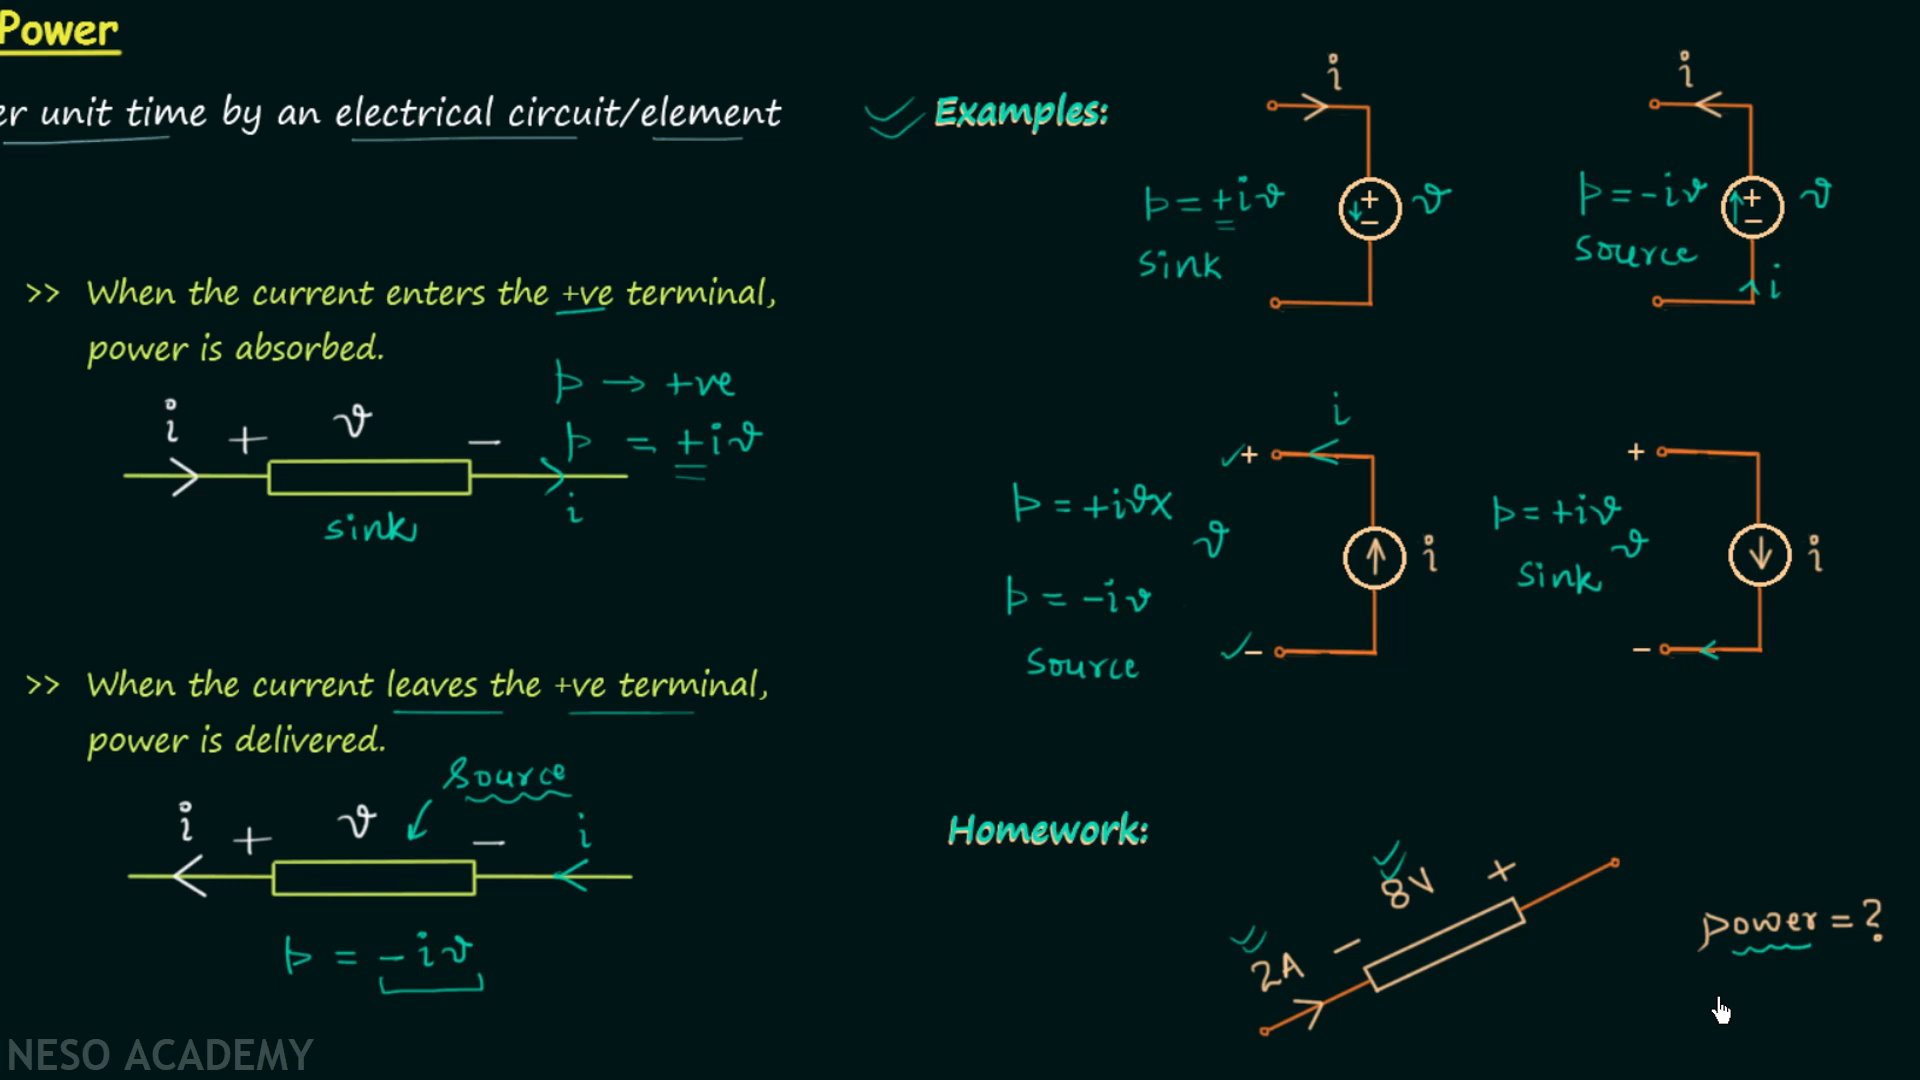 Power
er unit time by an electrical circuit/element
>> When the current enters the +ve terminal,
power is absorbed.
p → +ve
p = +iv
i + v −
i
sink
>> When the current leaves the +ve terminal,
power is delivered.
Source
i + v − i
p = -iv
Examples:
i
p = +iv
+
−
v
sink
i
p = -iv
+
−
v
Source
i
i
+
p = +ivx
v
i
p = -iv
−
Source
+
p = +iv
v
i
sink
−
Homework:
8V
+
−
2A
power = ?
NESO ACADEMY